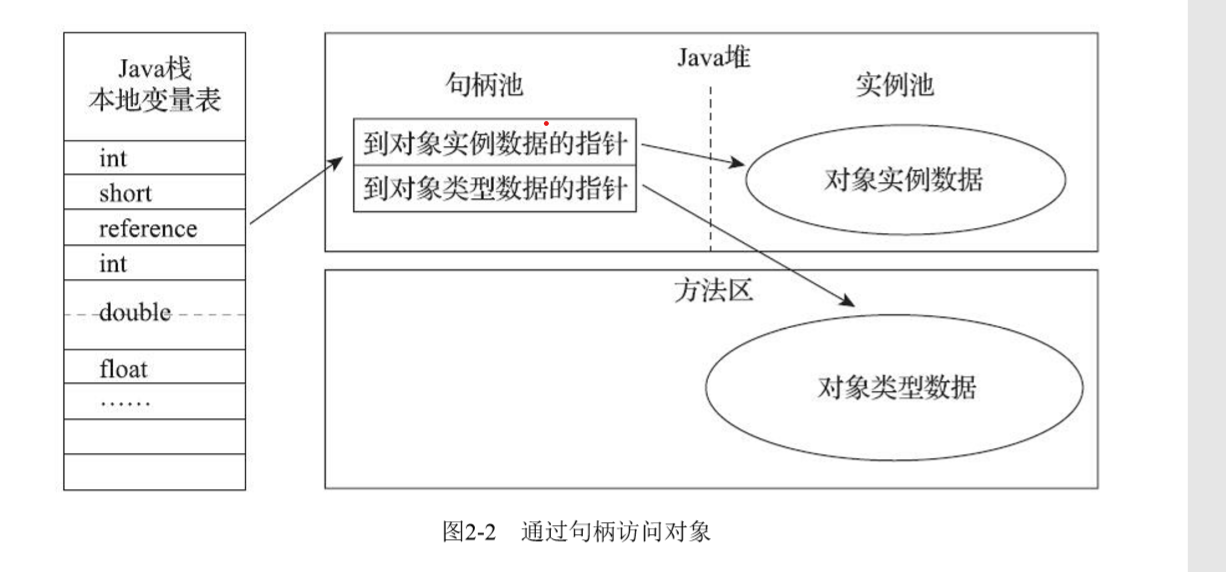 Java栈
本地变量表
int
short
reference
int
double
float
……
Java堆
句柄池
实例池
到对象实例数据的指针
到对象类型数据的指针
对象实例数据
方法区
对象类型数据
图2-2 通过句柄访问对象